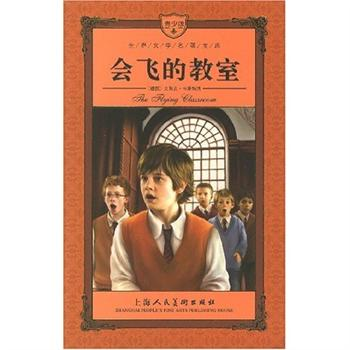 青少版
世界文学名著宝库
会飞的教室
The Flying Classroom
上海人民美術出版社
SHANGHAI PEOPLE'S FINE ARTS PUBLISHING HOUSE